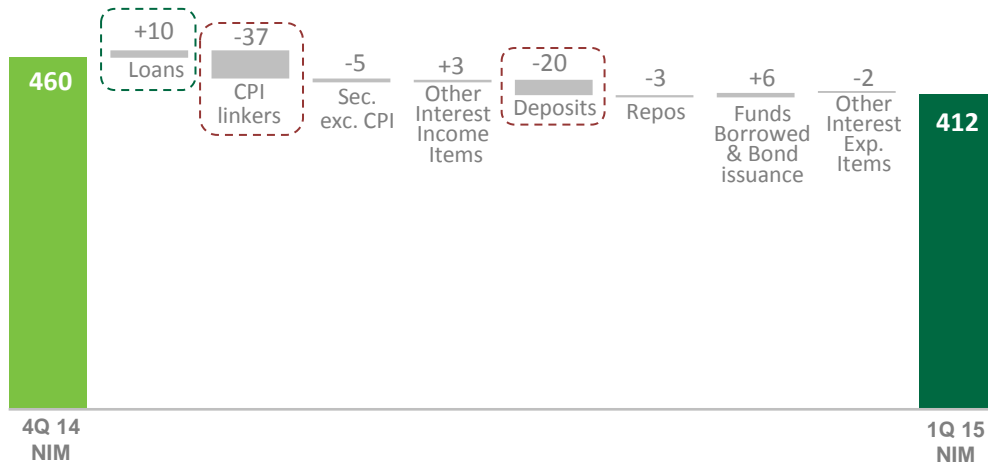 460
+10
Loans
-37
CPI
linkers
-5
Sec.
exc. CPI
+3
Other
Interest
Income
Items
-20
Deposits
-3
Repos
+6
Funds
Borrowed
& Bond
issuance
-2
Other
Interest
Exp.
Items
412
4Q 14
NIM
1Q 15
NIM